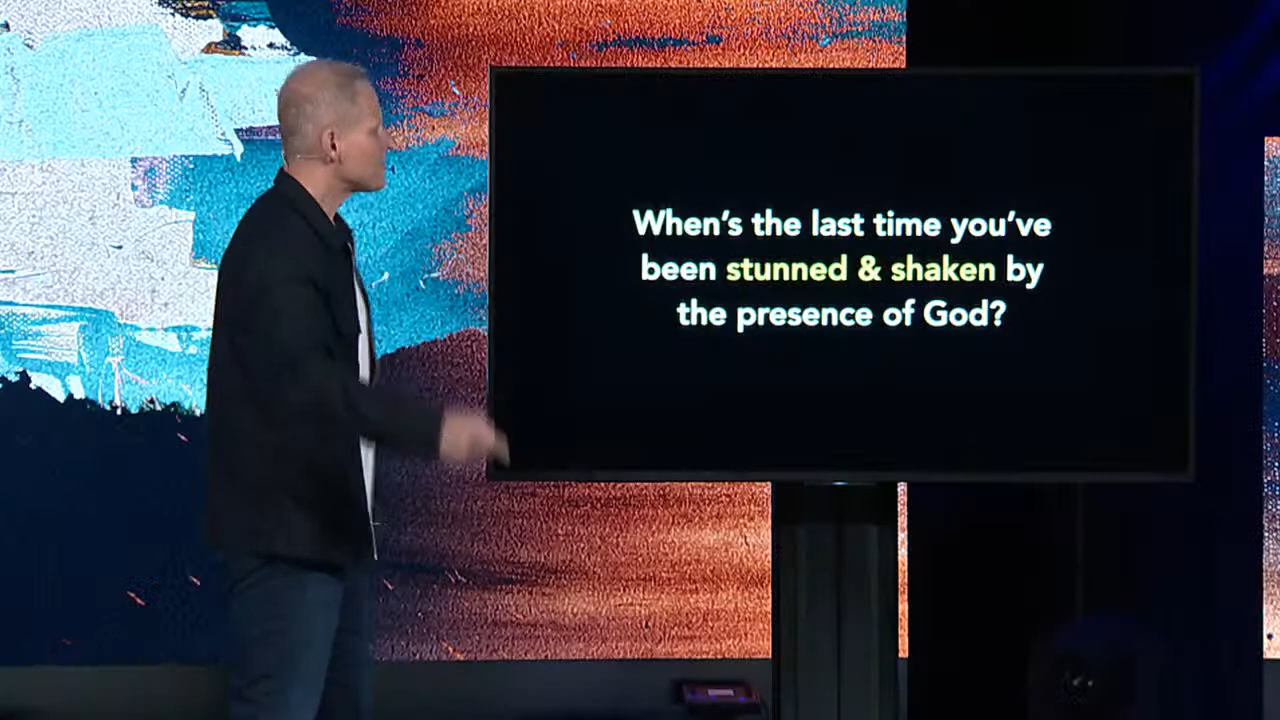 When’s the last time you’ve
been stunned & shaken by
the presence of God?